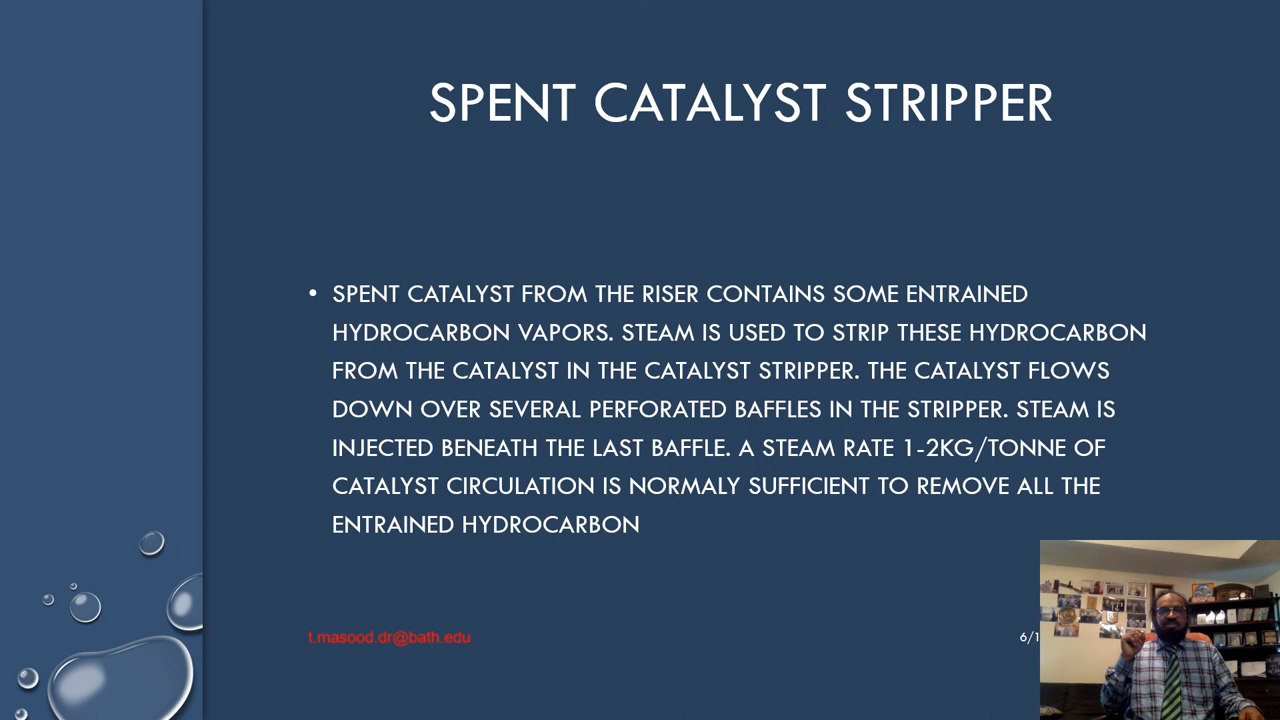 SPENT CATALYST STRIPPER
• SPENT CATALYST FROM THE RISER CONTAINS SOME ENTRAINED
HYDROCARBON VAPORS. STEAM IS USED TO STRIP THESE HYDROCARBON
FROM THE CATALYST IN THE CATALYST STRIPPER. THE CATALYST FLOWS
DOWN OVER SEVERAL PERFORATED BAFFLES IN THE STRIPPER. STEAM IS
INJECTED BENEATH THE LAST BAFFLE. A STEAM RATE 1-2KG/TONNE OF
CATALYST CIRCULATION IS NORMALY SUFFICIENT TO REMOVE ALL THE
ENTRAINED HYDROCARBON
t.masood.dr@bath.edu